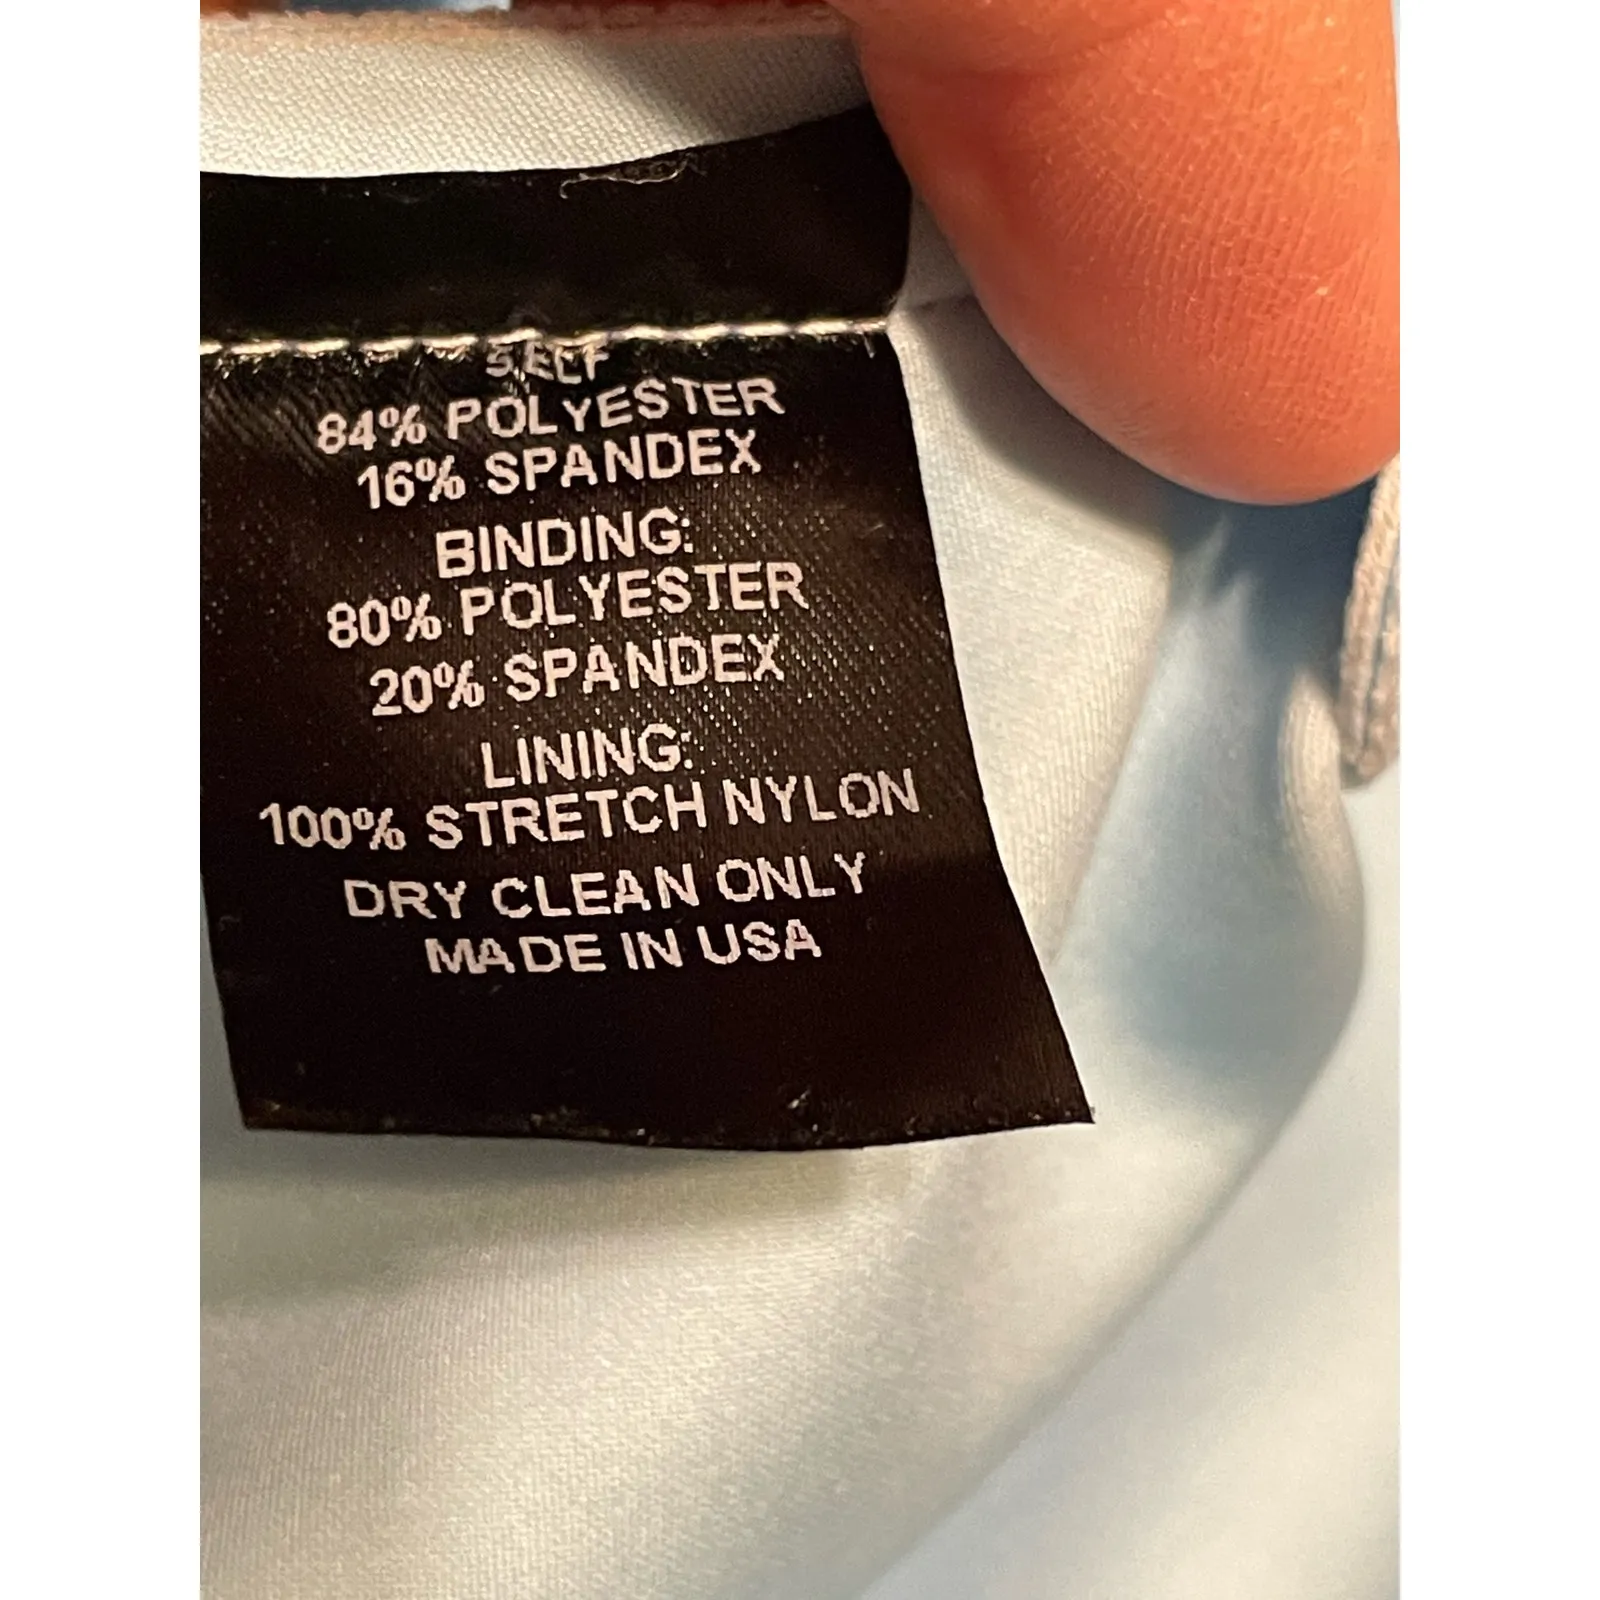 SELF
84% POLYESTER
16% SPANDEX
BINDING:
80% POLYESTER
20% SPANDEX
LINING:
100% STRETCH NYLON
DRY CLEAN ONLY
MADE IN USA